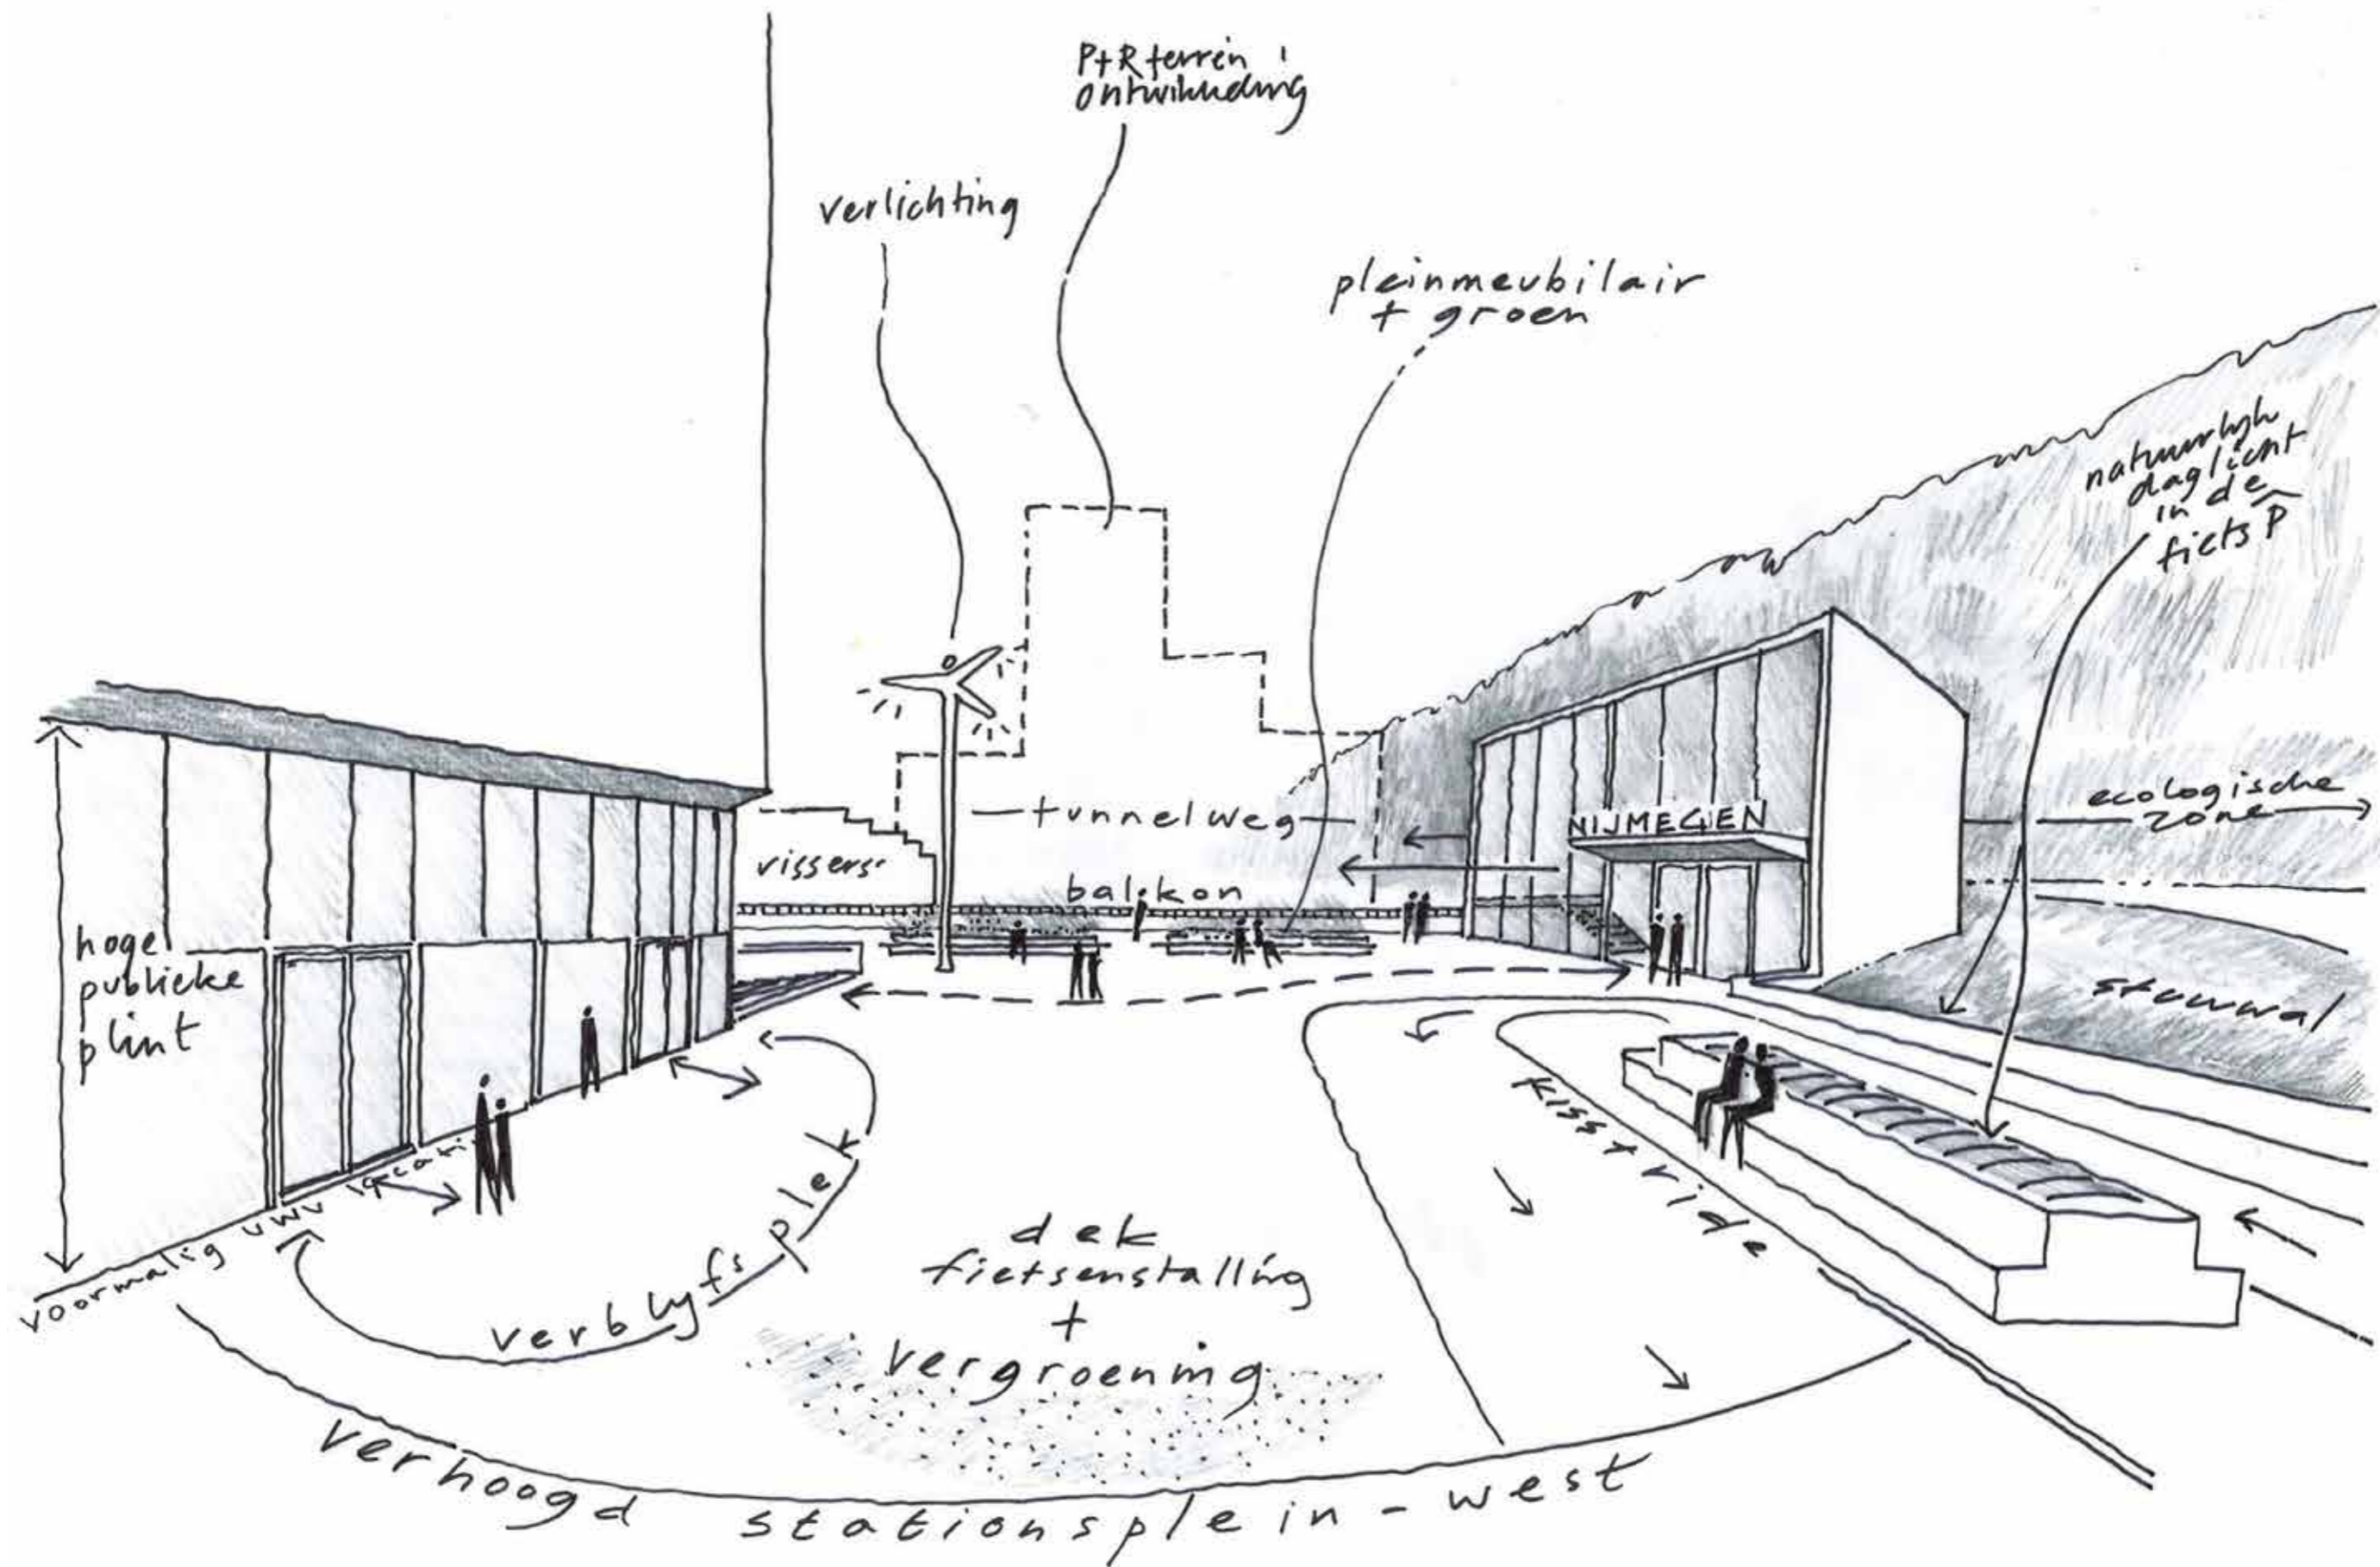 P+R terrein
ontwikkeling
verlichting
pleinmeubilair
+ groen
natuurlijk
daglicht
in de
fiets P
ecologische
zone
tunnelweg
NIJMEGEN
vissers
balkon
hoge
publieke
plint
stuwwal
kiss+ride
voormalig UWV locatie
verblijfsplein
dek
fietsenstalling
+
vergroening
verhoogd stationsplein-west